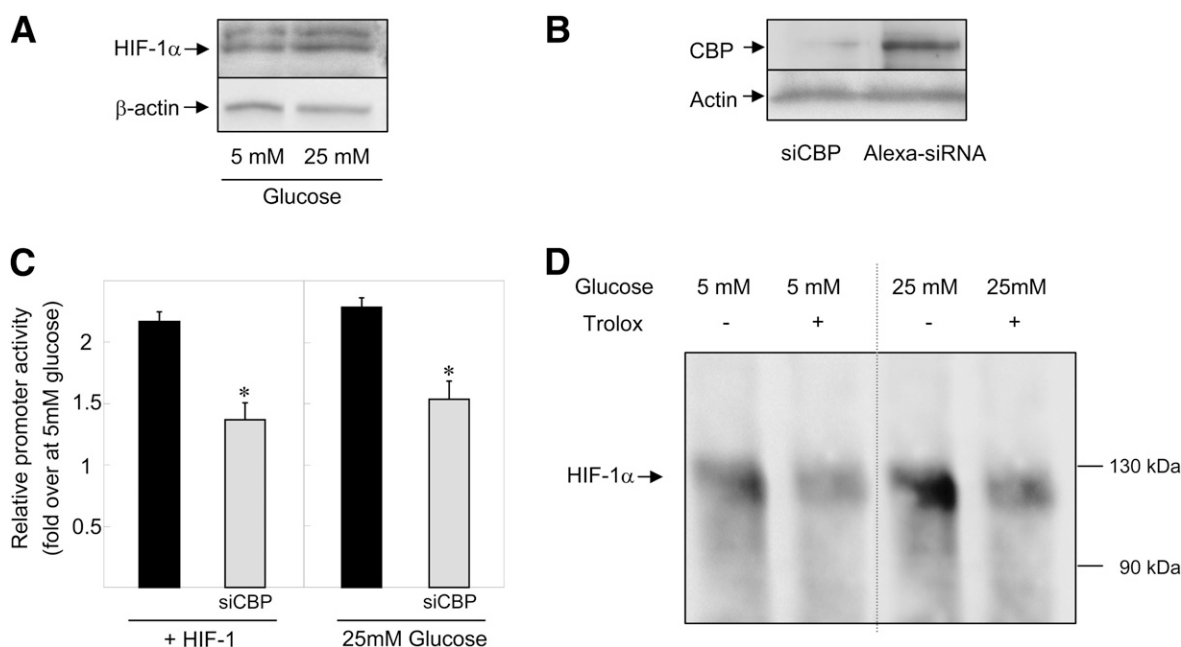 A
HIF-1α
β-actin
5 mM 25 mM
Glucose
B
CBP
Actin
siCBP Alexa-siRNA
C
Relative promoter activity
(fold over at 5mM glucose)
2
1.5
1
0.5
*
*
siCBP
siCBP
+ HIF-1
25mM Glucose
D
Glucose 5 mM 5 mM 25 mM 25mM
Trolox - + - +
HIF-1α
130 kDa
90 kDa